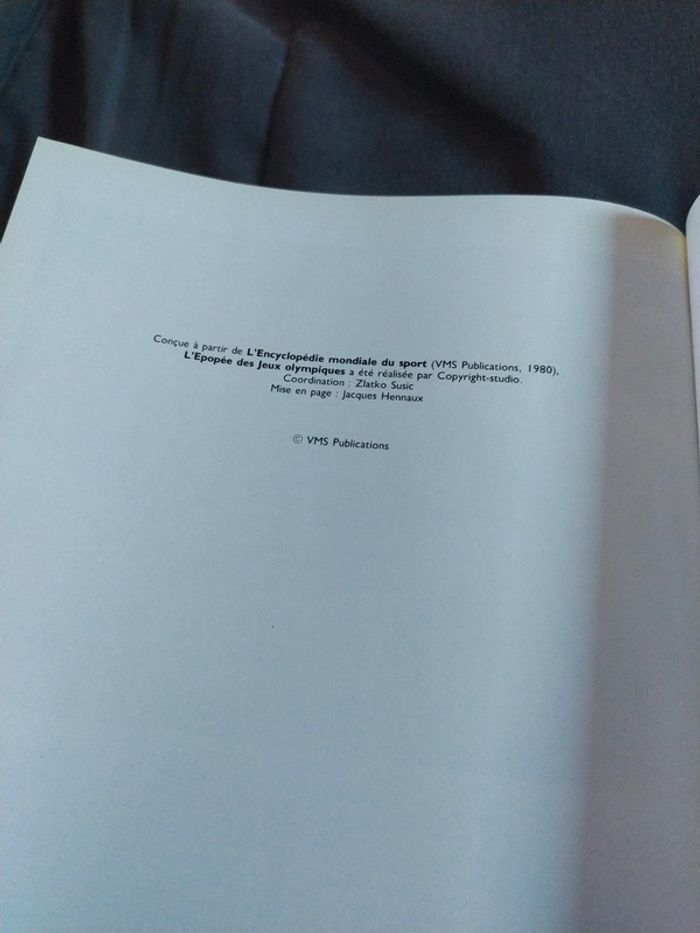 Conçue à partir de L'Encyclopédie mondiale du sport (VMS Publications, 1980),
L'Epopée des Jeux olympiques a été réalisée par Copyright-studio.
Coordination : Zlatko Susic
Mise en page : Jacques Hennaux
© VMS Publications